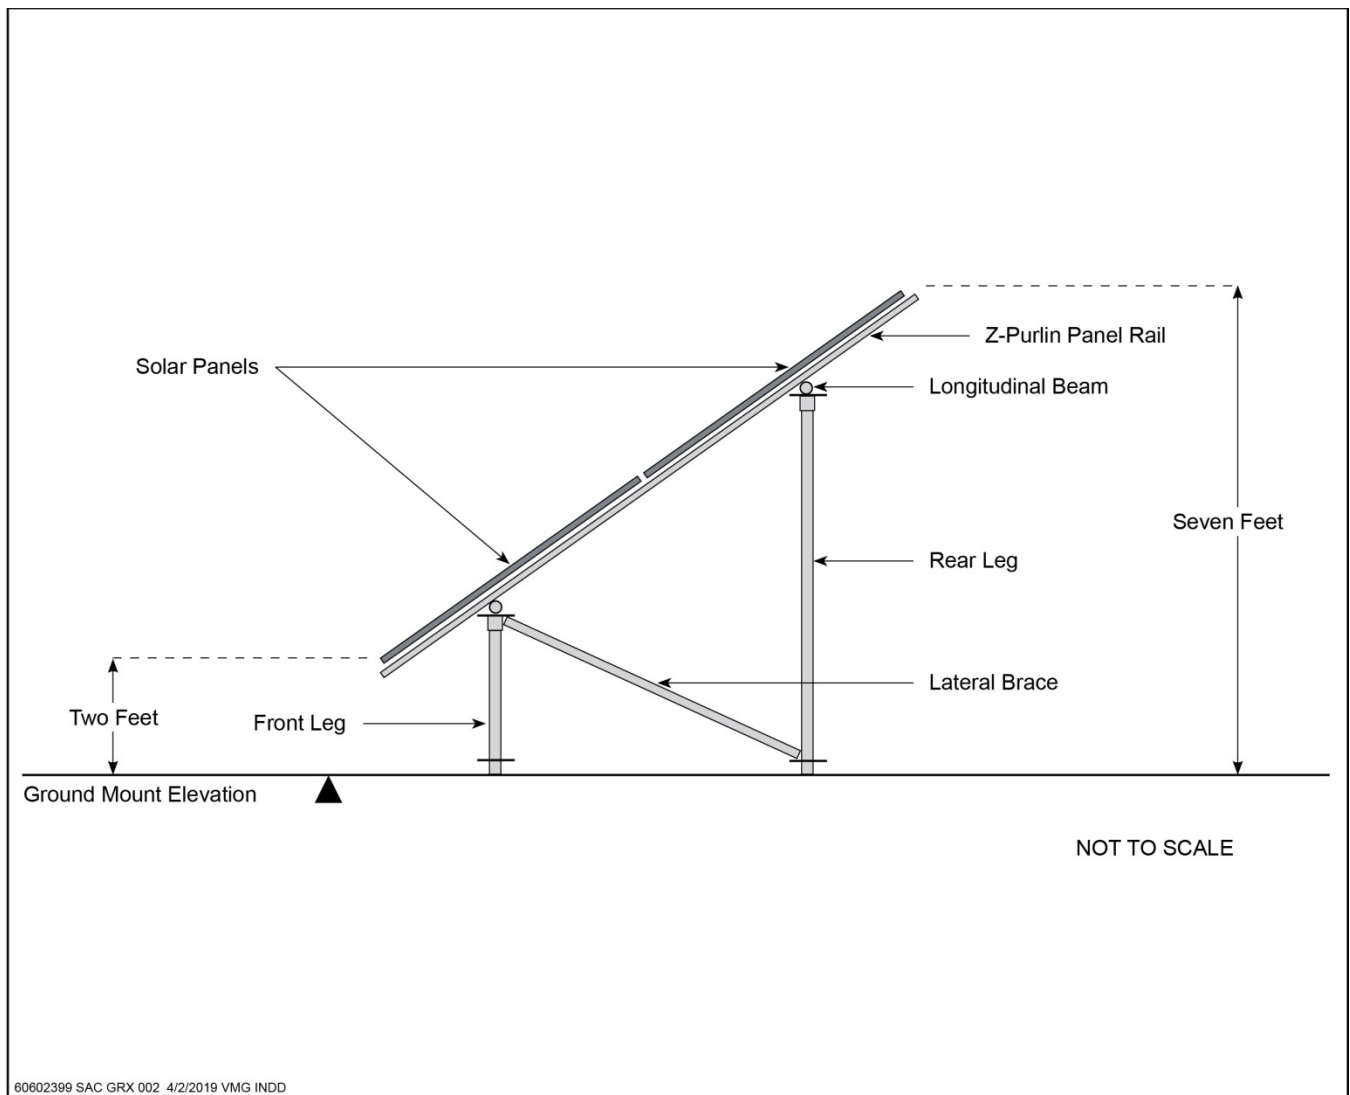 Z-Purlin Panel Rail
Solar Panels
Longitudinal Beam
Seven Feet
Rear Leg
Lateral Brace
Two Feet
Front Leg
Ground Mount Elevation
NOT TO SCALE
60602399 SAC GRX 002 4/2/2019 VMG INDD